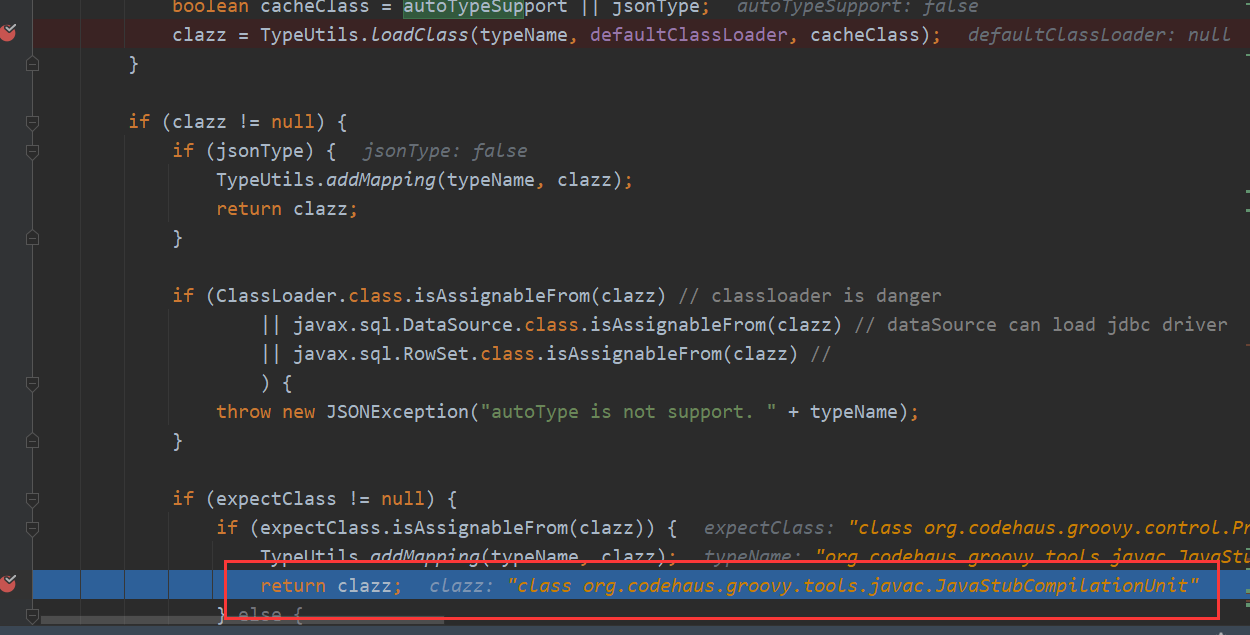 boolean cacheClass = autoTypeSupport || jsonType; autoTypeSupport: false
clazz = TypeUtils.loadClass(typeName, defaultClassLoader, cacheClass); defaultClassLoader: null
}
if (clazz != null) {
if (jsonType) { jsonType: false
TypeUtils.addMapping(typeName, clazz);
return clazz;
}
if (ClassLoader.class.isAssignableFrom(clazz) // classloader is danger
|| javax.sql.DataSource.class.isAssignableFrom(clazz) // dataSource can load jdbc driver
|| javax.sql.RowSet.class.isAssignableFrom(clazz) //
) {
throw new JSONException("autoType is not support. " + typeName);
}
if (expectClass != null) {
if (expectClass.isAssignableFrom(clazz)) { expectClass: "class org.codehaus.groovy.control.Pr
TypeUtils.addMapping(typeName, clazz); typeName: "org.codehaus.groovy.tools.javac.JavaStu
return clazz; clazz: "class org.codehaus.groovy.tools.javac.JavaStubCompilationUnit"
} else {